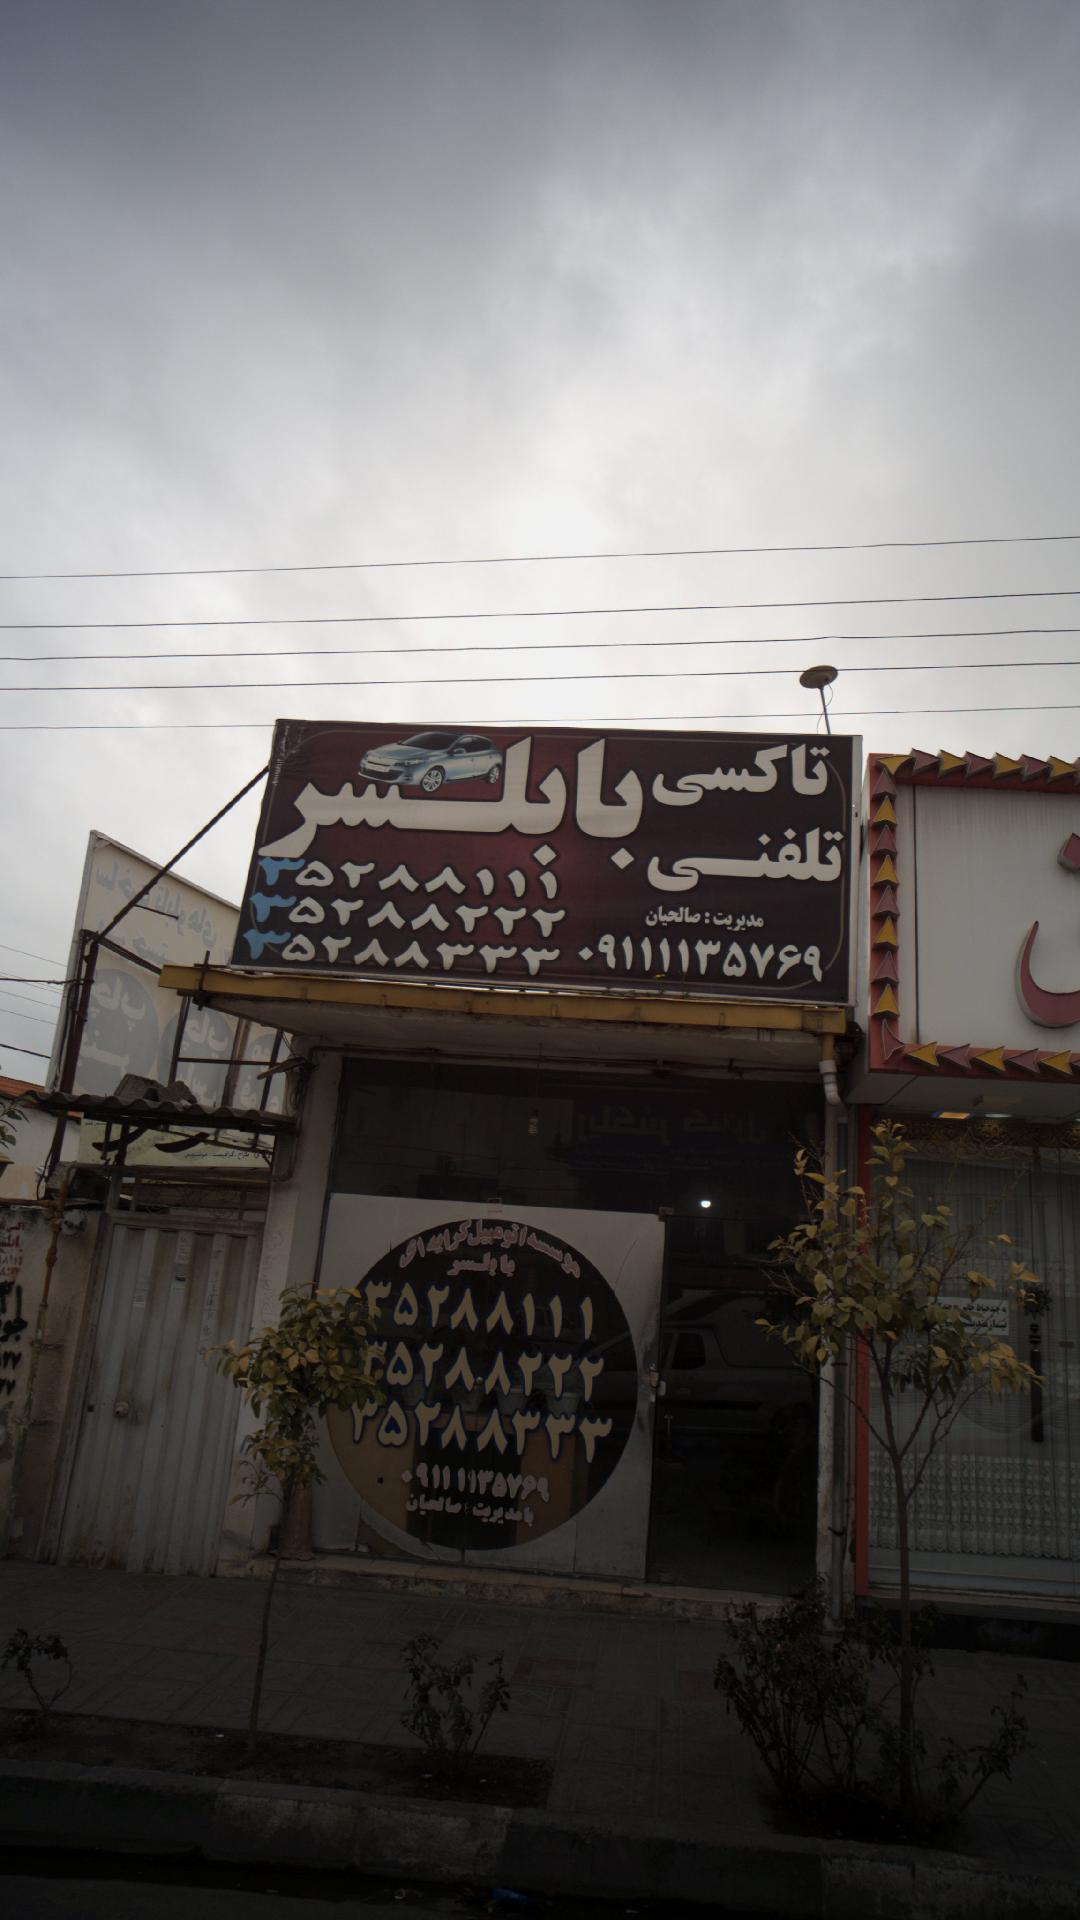 تاکسی
تلفنی
بابلسر
۳۵۲۸۸۱۱۱
۳۵۲۸۸۲۲۲
۳۵۲۸۸۳۳۳
مدیریت : صالحیان
۰۹۱۱۱۱۳۵۷۶۹
موسسه اتومبیل کرایه ای
بابلسر
۳۵۲۸۸۱۱۱
۳۵۲۸۸۲۲۲
۳۵۲۸۸۳۳۳
۰۹۱۱۱۱۳۵۷۶۹
با مدیریت : صالحیان